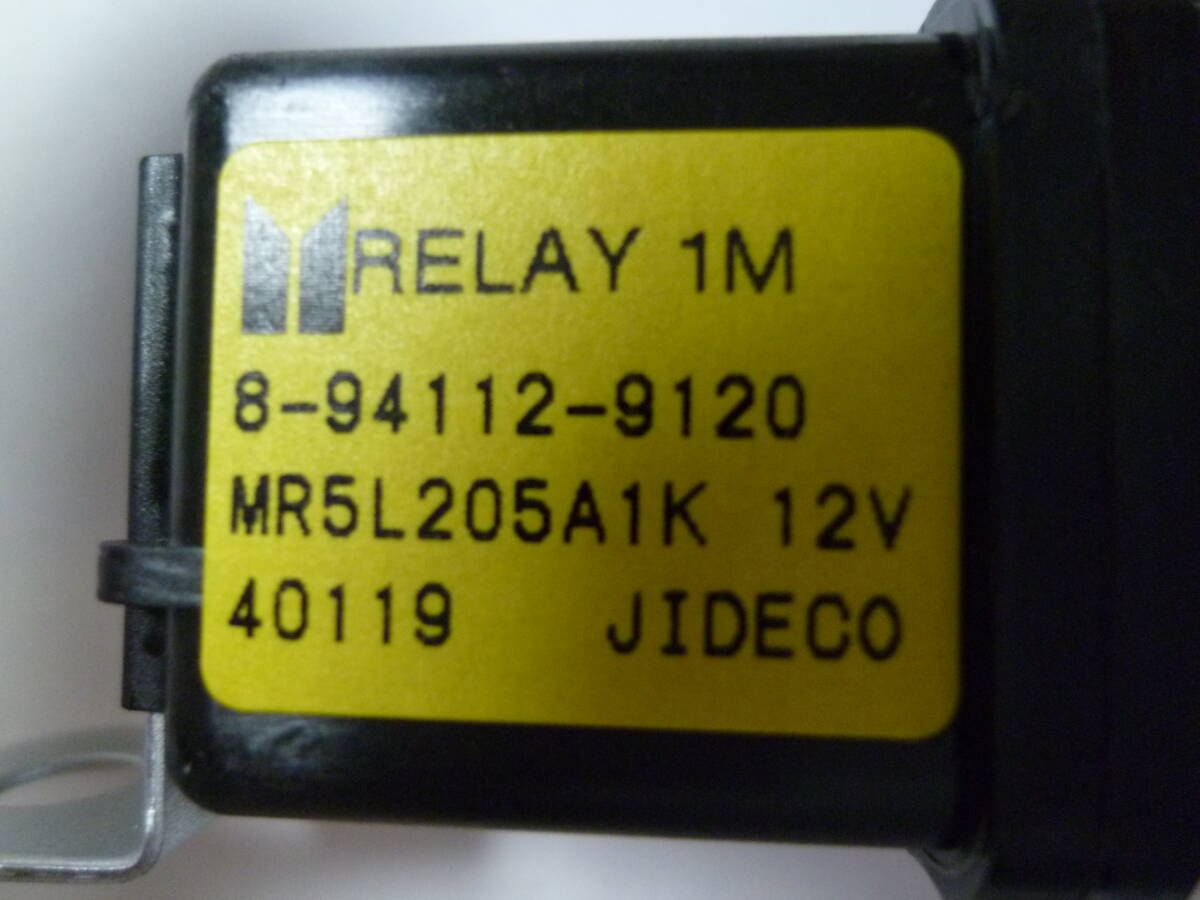 RELAY 1M
8-94112-9120
MR5L205A1K 12V
40119 JIDECO